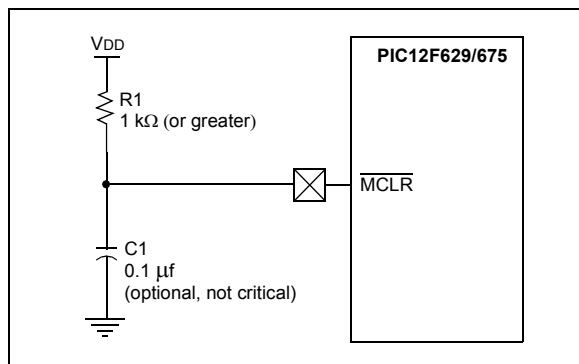 VDD
PIC12F629/675
R1
1 kΩ (or greater)
MCLR
C1
0.1 μf
(optional, not critical)